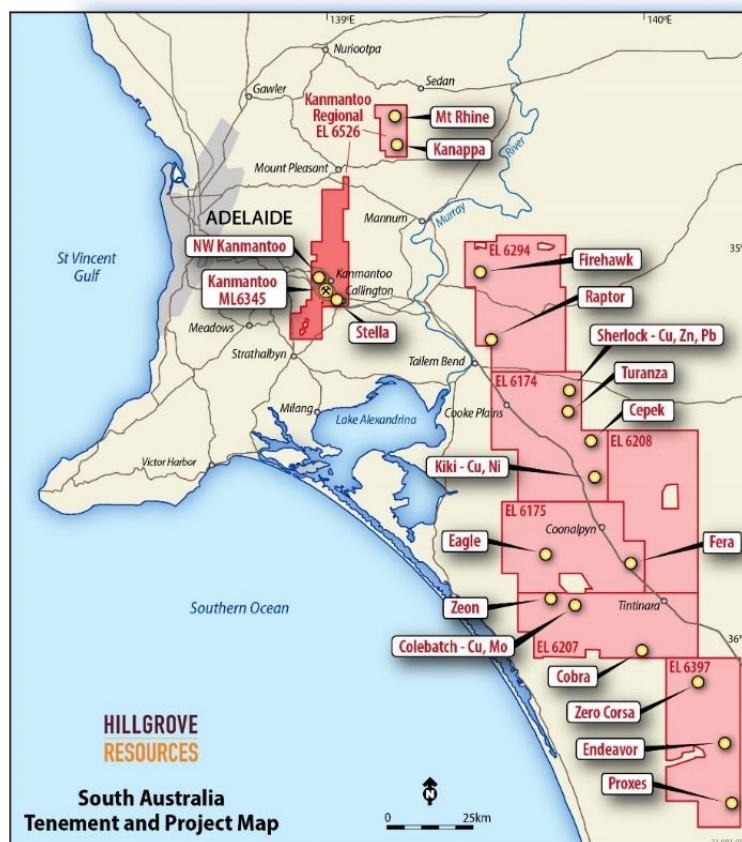 139°E
140°E
Nuriootpa
Sedan
Gawler
Kanmantoo
Regional
EL 6526
Mt Rhine
Kanappa
River
Mount Pleasant
ADELAIDE
Mannum
Murray
35°
NW Kanmantoo
EL 6294
Firehawk
St Vincent
Gulf
Kanmantoo
ML6345
Kanmantoo
Callington
Raptor
Meadows
Stella
Sherlock - Cu, Zn, Pb
Strathalbyn
Tailem Bend
Turanza
EL 6174
Cepek
Milang
Lake Alexandrina
Cooke Plains
EL 6208
Victor Harbor
Kiki - Cu, Ni
EL 6175
Coonalpyn
Eagle
Fera
Southern Ocean
Zeon
Tintinara
Colebatch - Cu, Mo
EL 6207
36°
Cobra
EL 6397
Zero Corsa
HILLGROVE
RESOURCES
Endeavor
Proxes
South Australia
Tenement and Project Map
N
0
25km